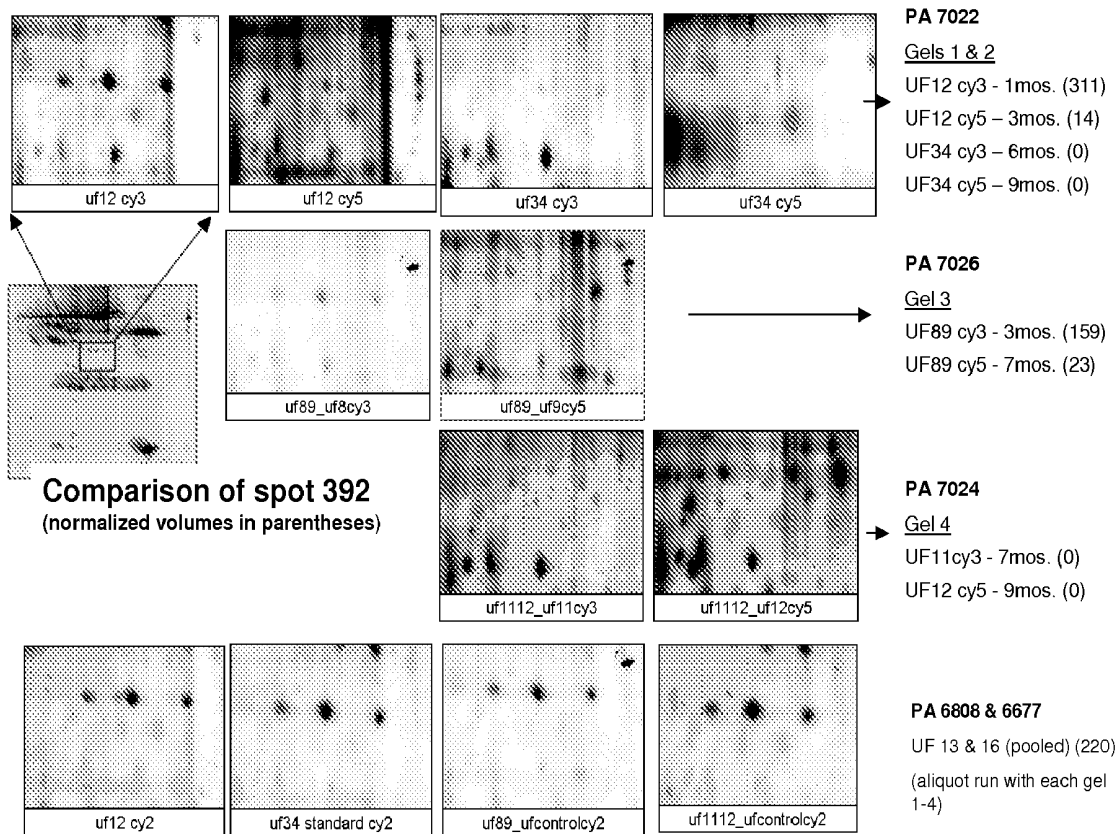 uf12 cy3
uf12 cy5
uf34 cy3
uf34 cy5
PA 7022
Gels 1 & 2
UF12 cy3 - 1mos. (311)
UF12 cy5 – 3mos. (14)
UF34 cy3 – 6mos. (0)
UF34 cy5 – 9mos. (0)
uf89_uf8cy3
uf89_uf9cy5
PA 7026
Gel 3
UF89 cy3 - 3mos. (159)
UF89 cy5 - 7mos. (23)
Comparison of spot 392
(normalized volumes in parentheses)
uf1112_uf11cy3
uf1112_uf12cy5
PA 7024
Gel 4
UF11cy3 - 7mos. (0)
UF12 cy5 - 9mos. (0)
uf12 cy2
uf34 standard cy2
uf89_ufcontrolcy2
uf1112_ufcontrolcy2
PA 6808 & 6677
UF 13 & 16 (pooled) (220)
(aliquot run with each gel
1-4)